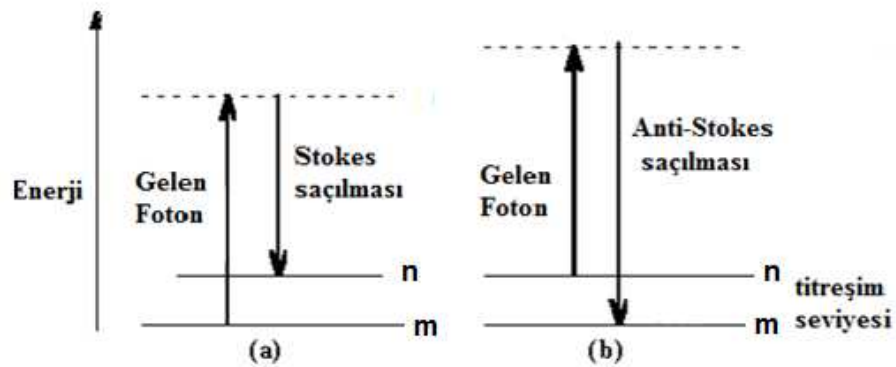 Enerji
Gelen
Foton
Stokes
saçılması
n
m
(a)
Gelen
Foton
Anti-Stokes
saçılması
n
m
titreşim
seviyesi
(b)